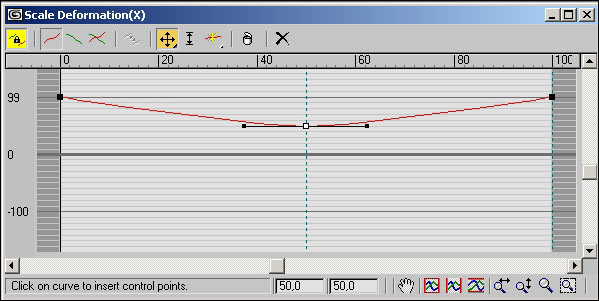 Scale Deformation(X)
0 20 40 60 80 100
99
0
-100
Click on curve to insert control points. 50,0 50,0